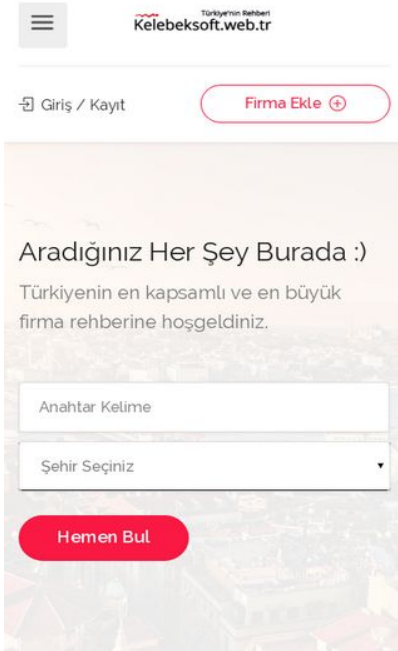 Türkiye'nin Rehberi
Kelebeksoft.web.tr
Giriş / Kayıt
Firma Ekle
Aradığınız Her Şey Burada :)
Türkiyenin en kapsamlı ve en büyük
firma rehberine hoşgeldiniz.
Anahtar Kelime
Şehir Seçiniz
Hemen Bul